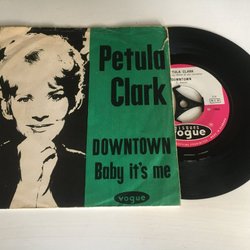 Petula
Clark
DOWNTOWN
Baby it's me
vogue
PETULA CLARK
DOWNTOWN
vogue